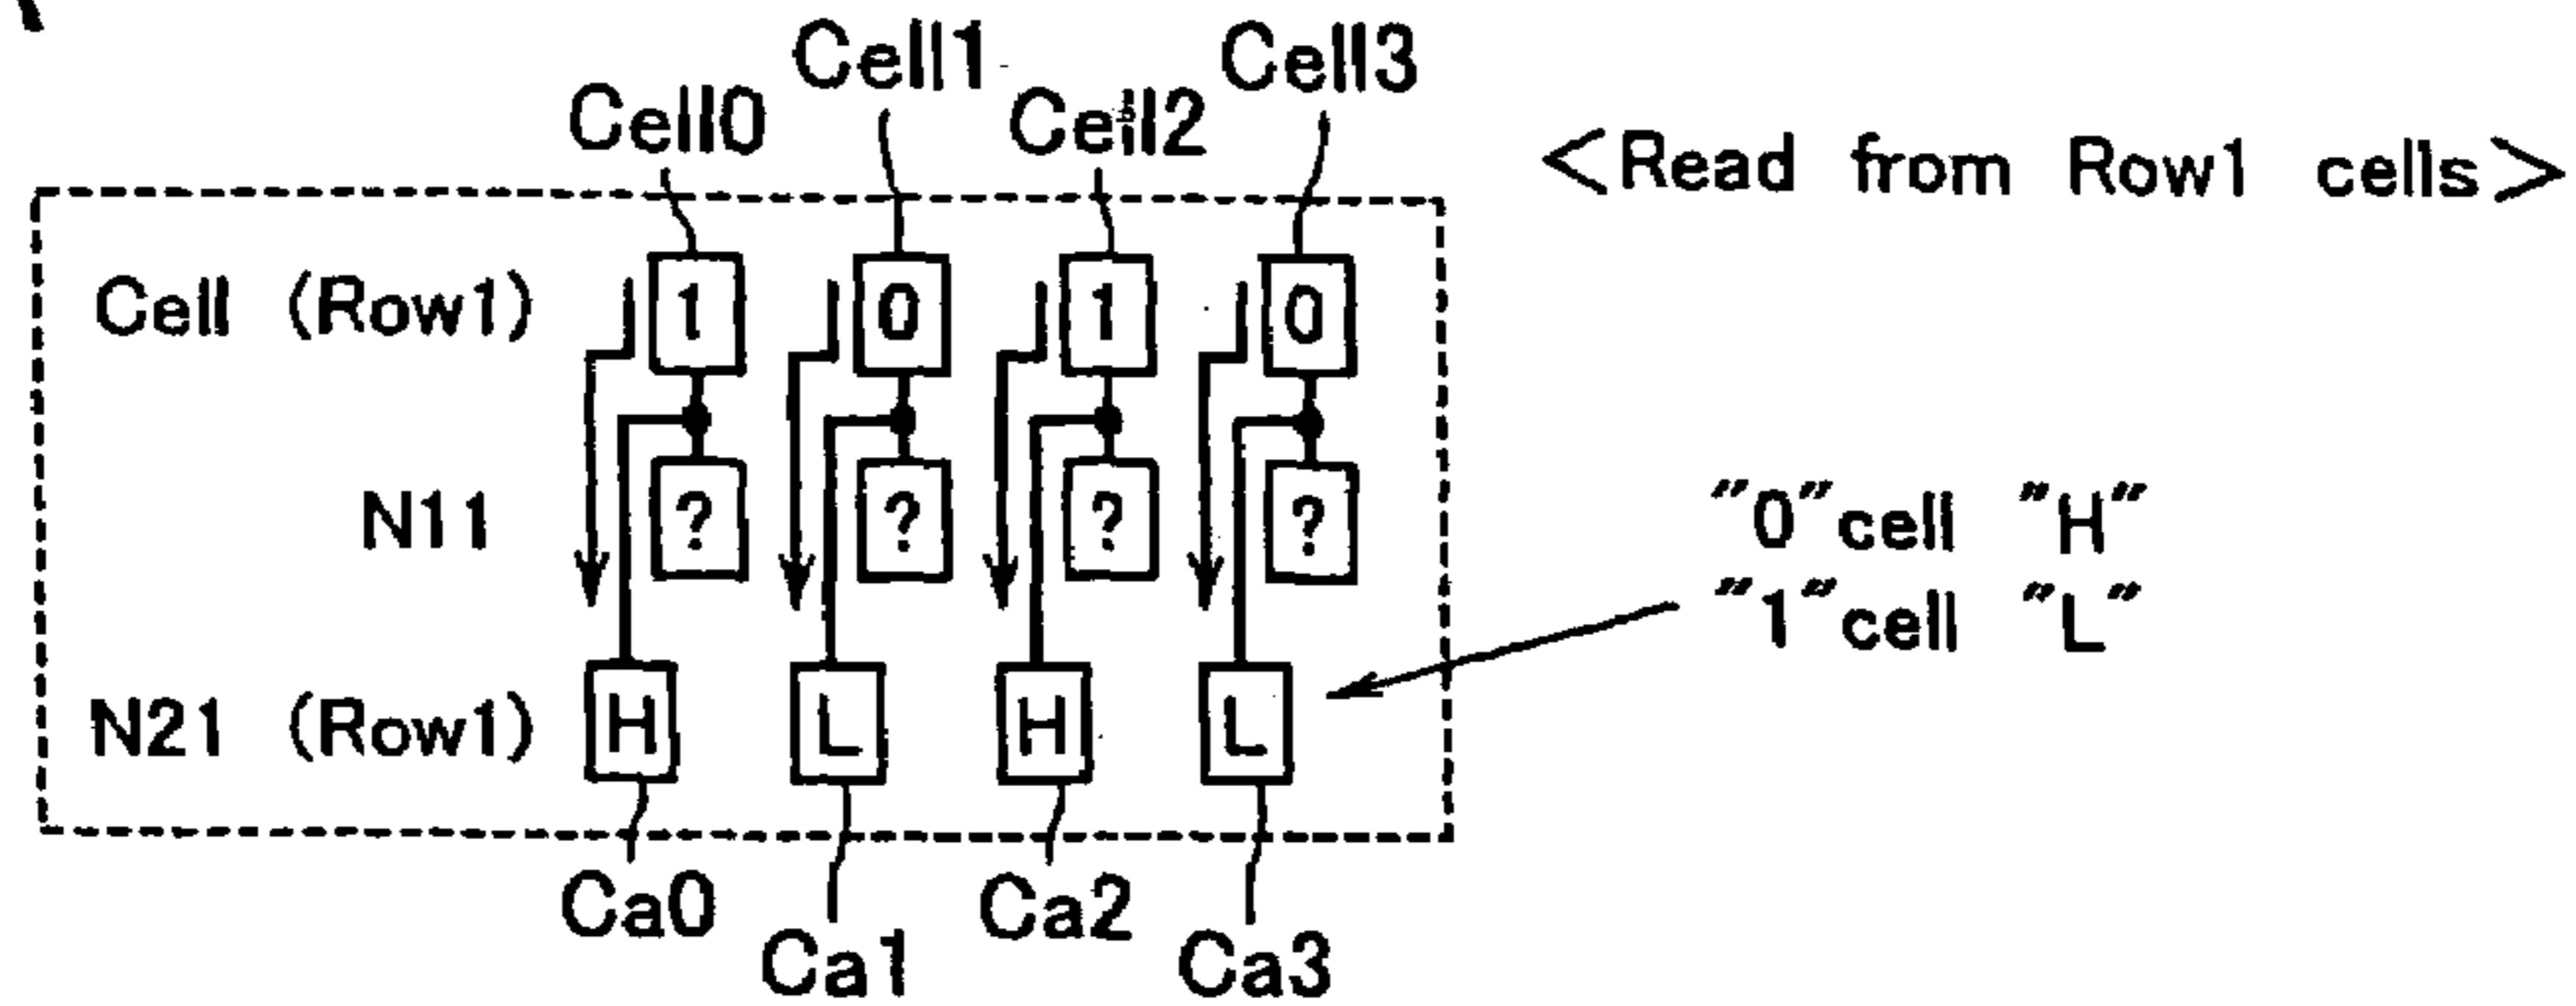 Cell0 Cell1 Cell2 Cell3
<Read from Row1 cells>
Cell (Row1) 1 0 1 0
N11 ? ? ? ?
"0"cell "H"
"1"cell "L"
N21 (Row1) H L H L
Ca0 Ca1 Ca2 Ca3